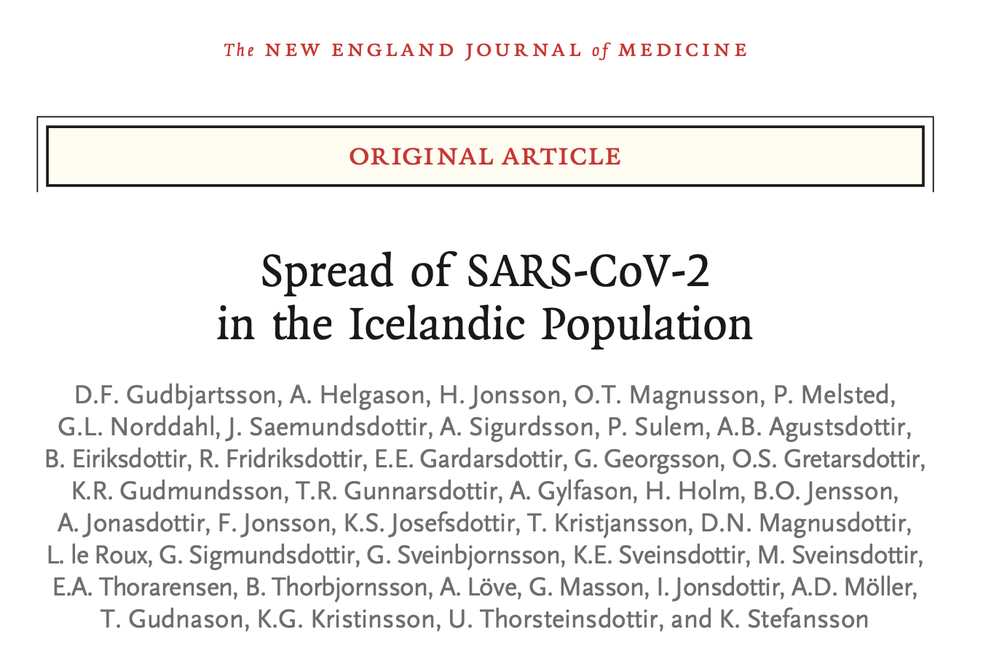 The NEW ENGLAND JOURNAL of MEDICINE
ORIGINAL ARTICLE
Spread of SARS-CoV-2
in the Icelandic Population
D.F. Gudbjartsson, A. Helgason, H. Jonsson, O.T. Magnusson, P. Melsted,
G.L. Norddahl, J. Saemundsdottir, A. Sigurdsson, P. Sulem, A.B. Agustsdottir,
B. Eiriksdottir, R. Fridriksdottir, E.E. Gardarsdottir, G. Georgsson, O.S. Gretarsdottir,
K.R. Gudmundsson, T.R. Gunnarsdottir, A. Gylfason, H. Holm, B.O. Jensson,
A. Jonasdottir, F. Jonsson, K.S. Josefsdottir, T. Kristjansson, D.N. Magnusdottir,
L. le Roux, G. Sigmundsdottir, G. Sveinbjornsson, K.E. Sveinsdottir, M. Sveinsdottir,
E.A. Thorarensen, B. Thorbjornsson, A. Löve, G. Masson, I. Jonsdottir, A.D. Möller,
T. Gudnason, K.G. Kristinsson, U. Thorsteinsdottir, and K. Stefansson